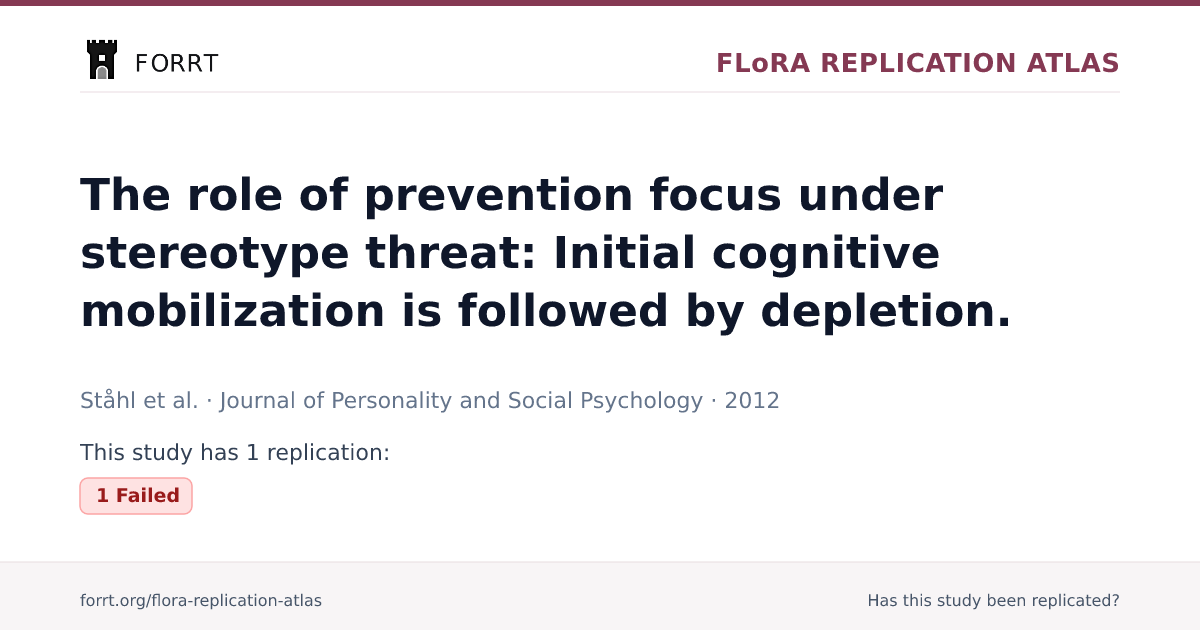 FORRT
FLoRA REPLICATION ATLAS
The role of prevention focus under
stereotype threat: Initial cognitive
mobilization is followed by depletion.
Ståhl et al. · Journal of Personality and Social Psychology · 2012
This study has 1 replication:
1 Failed
forrt.org/flora-replication-atlas
Has this study been replicated?